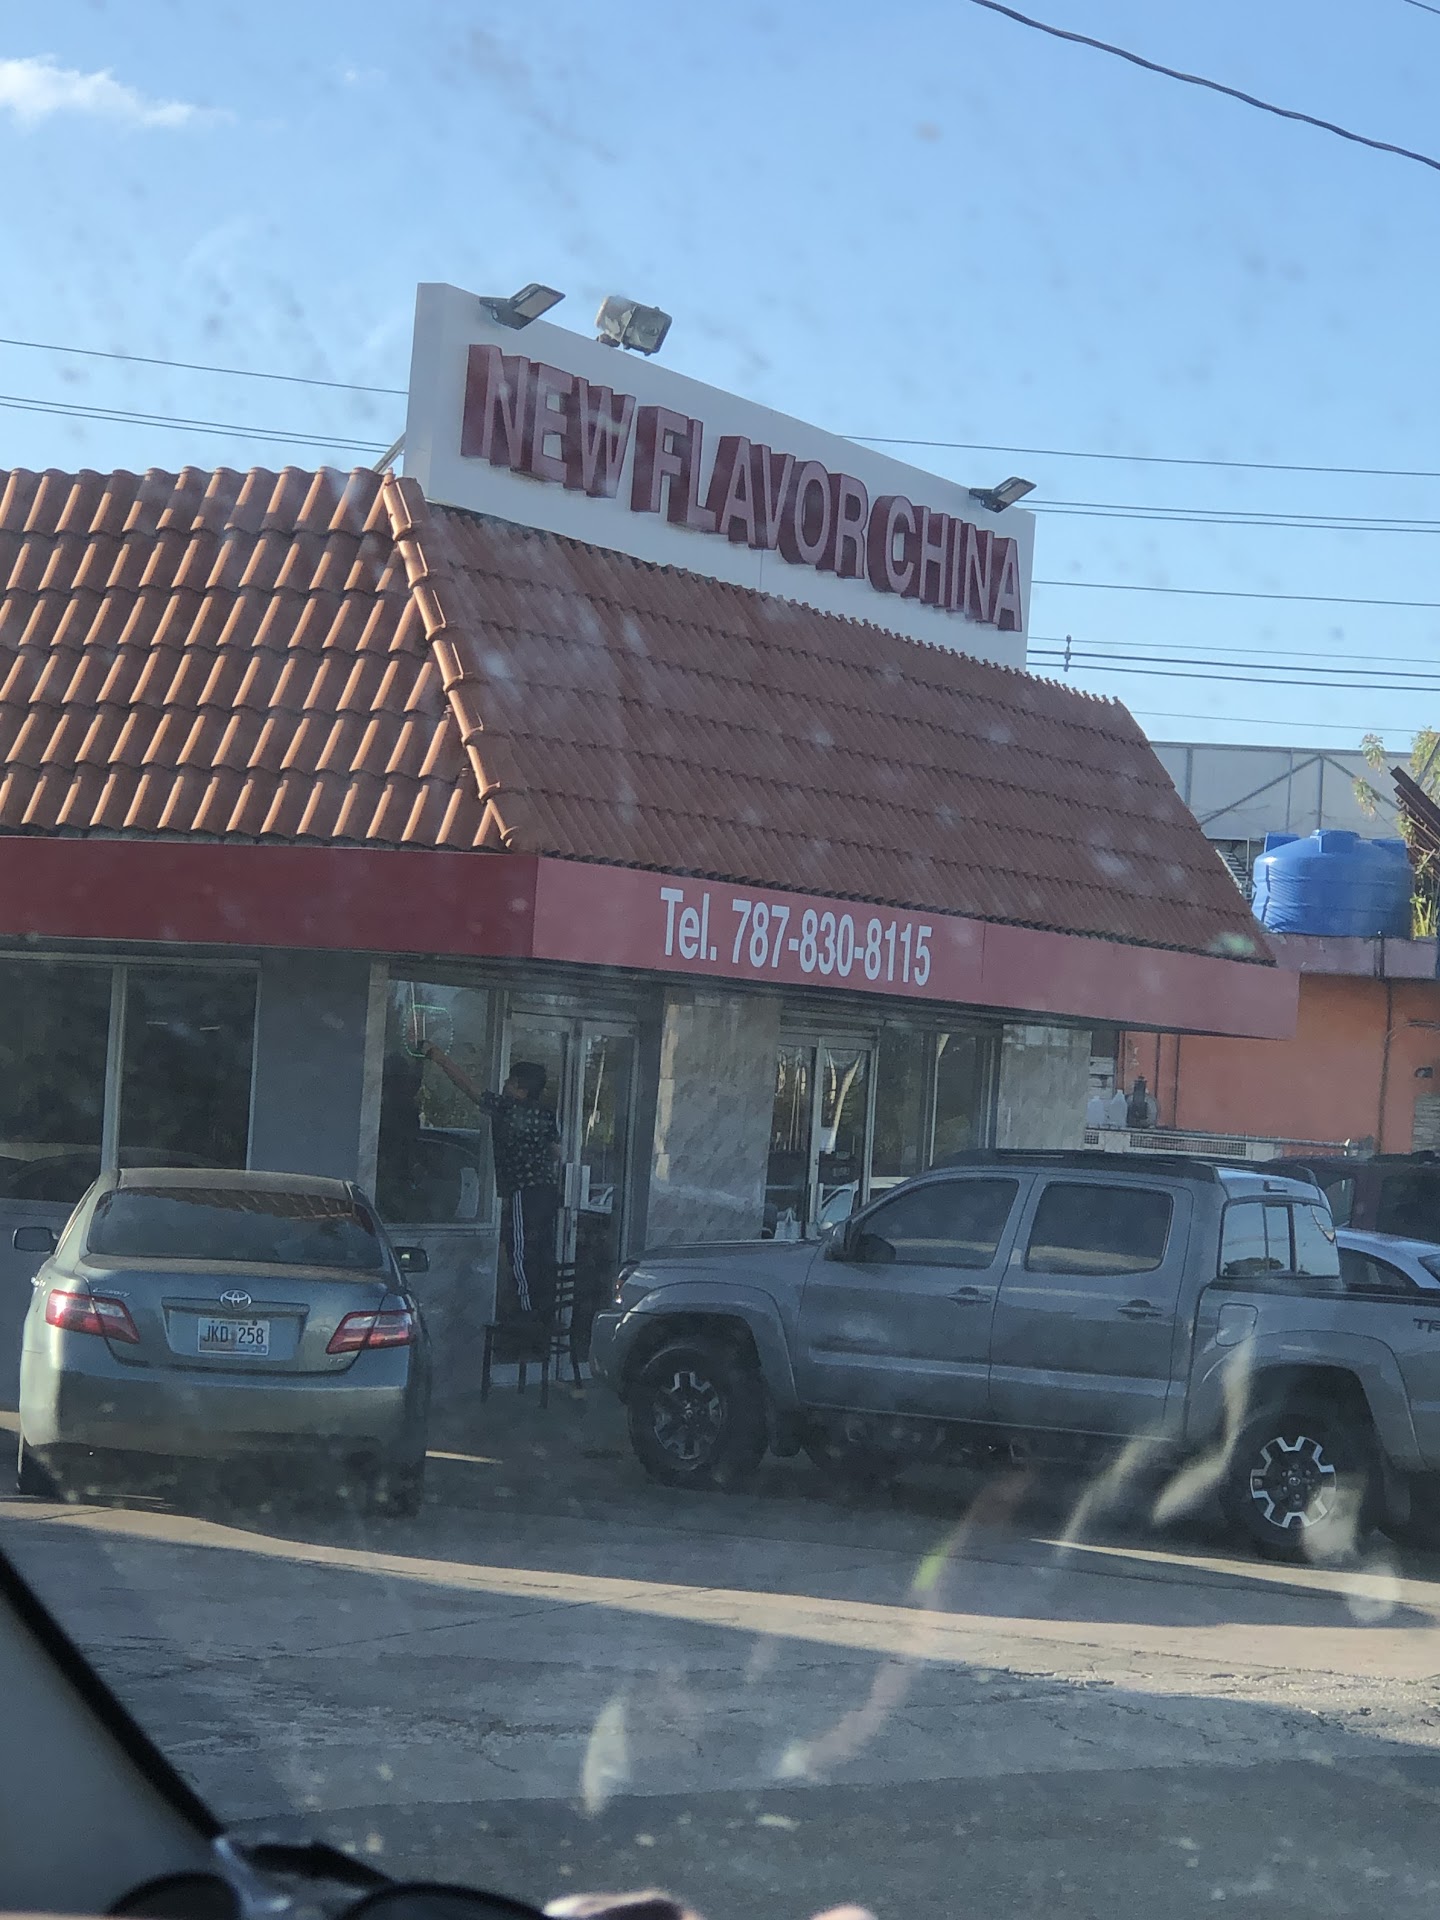 NEW FLAVOR CHINA
Tel. 787-830-8115
JKD 258